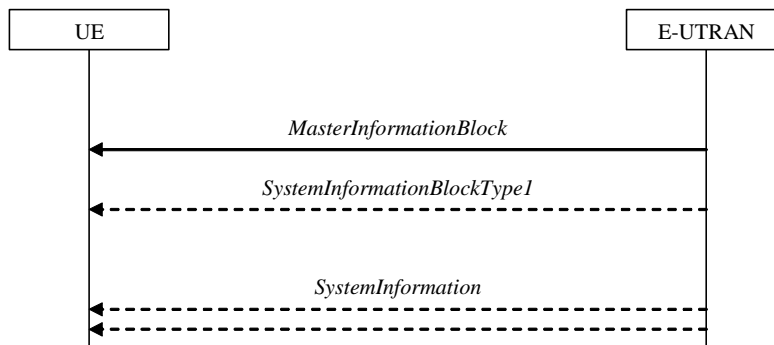 UE
E-UTRAN
MasterInformationBlock
SystemInformationBlockType1
SystemInformation